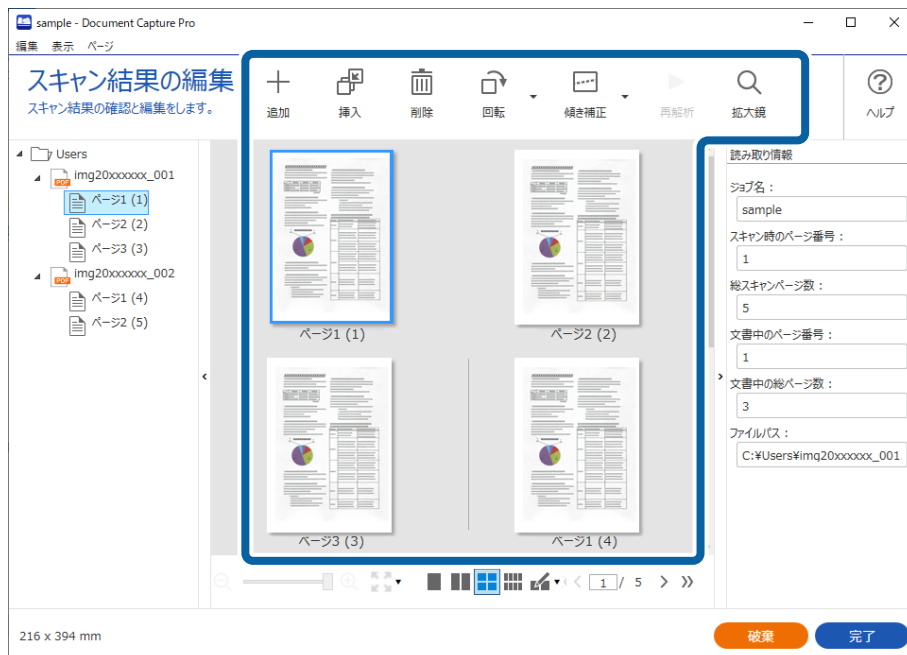 sample - Document Capture Pro
編集 表示 ページ
スキャン結果の編集
スキャン結果の確認と編集をします。
追加 挿入 削除 回転 傾き補正 再解析 拡大鏡 ヘルプ
Users
PDF img20xxxxxx_001
ページ1 (1)
ページ2 (2)
ページ3 (3)
PDF img20xxxxxx_002
ページ1 (4)
ページ2 (5)
ページ1 (1) ページ2 (2)
ページ3 (3) ページ1 (4)
読み取り情報
ジョブ名：
sample
スキャン時のページ番号：
1
総スキャンページ数：
5
文書中のページ番号：
1
文書中の総ページ数：
3
ファイルパス：
C:¥Users¥img20xxxxxx_001
1 / 5
216 x 394 mm
破棄 完了